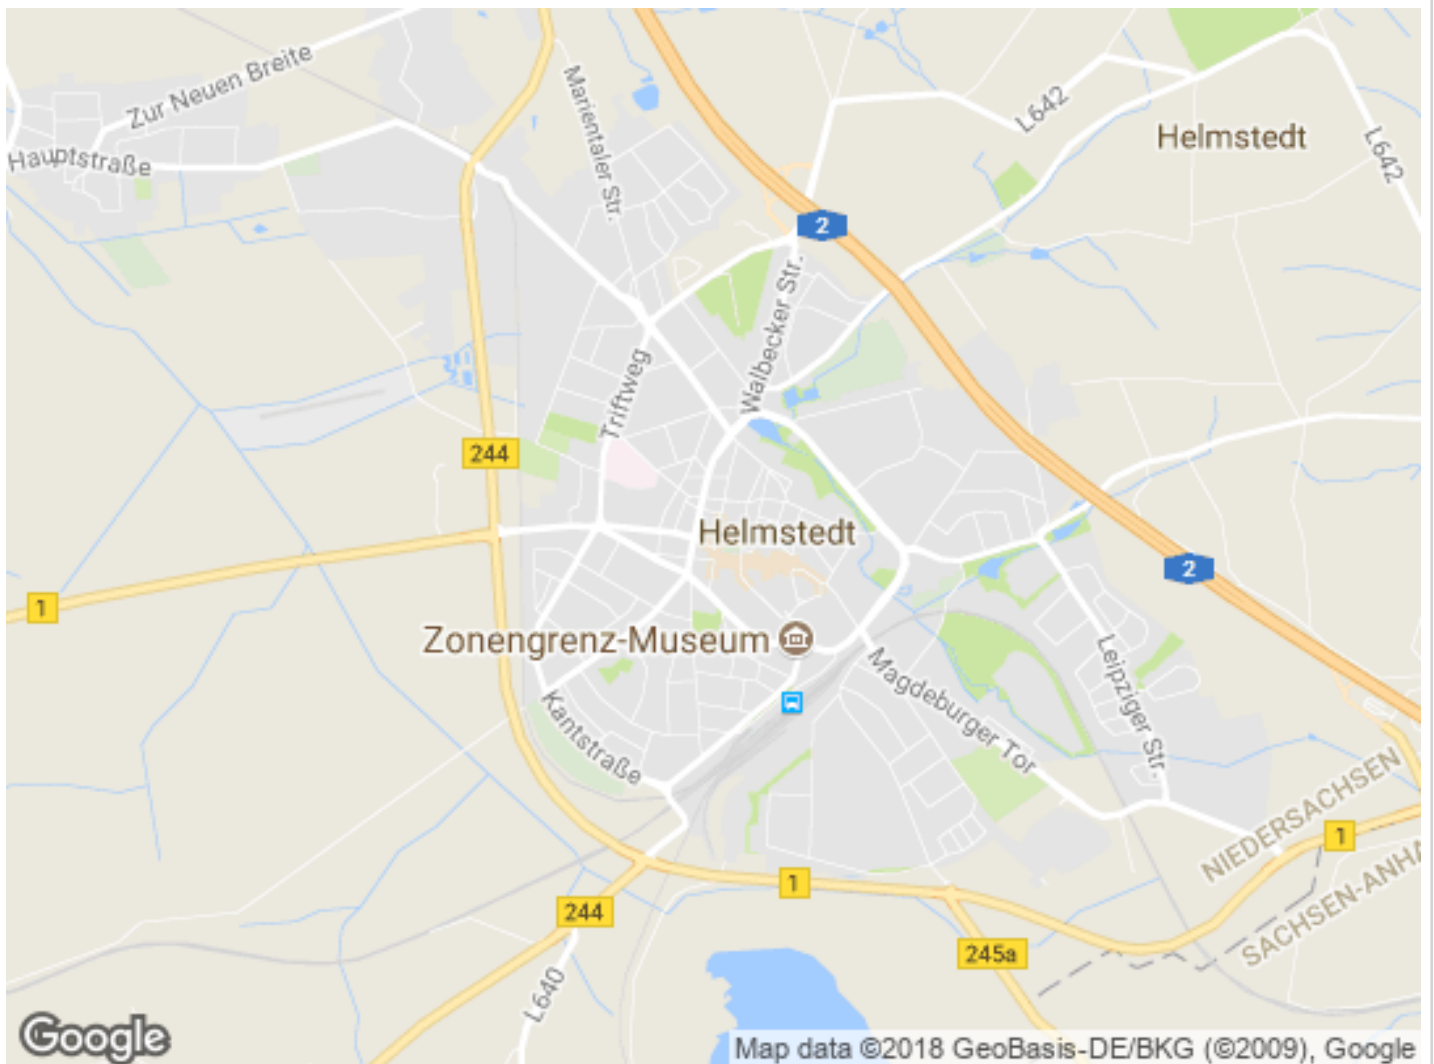 Zur Neuen Breite
Hauptstraße
Marientaler Str.
L642
Helmstedt
L642
2
Walbecker Str.
Triftweg
244
Helmstedt
2
1
Zonengrenz-Museum
Magdeburger Tor
Leipziger Str.
Kantstraße
NIEDERSACHSEN
1
SACHSEN-ANHA
1
244
245a
L640
Google
Map data ©2018 GeoBasis-DE/BKG (©2009), Google